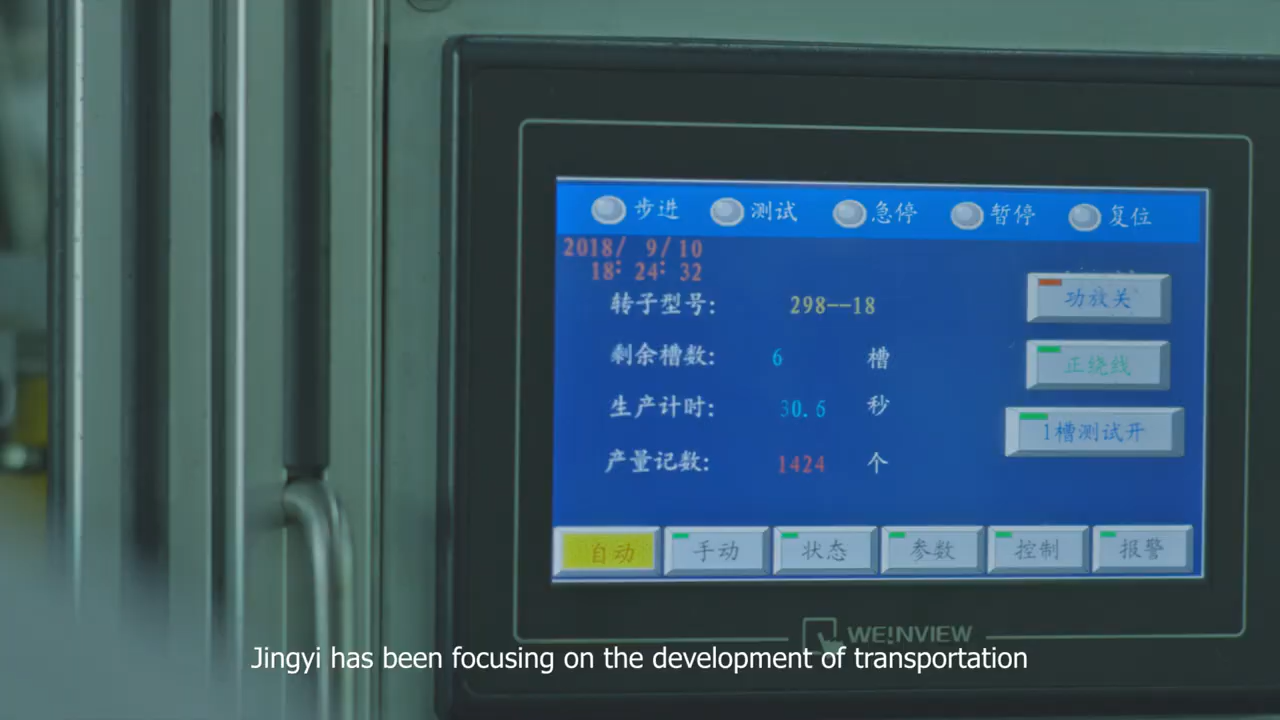 步进 测试 急停 暂停 复位
2018/ 9/10
18: 24: 32
转子型号: 298--18
功放关
剩余槽数: 6 槽
正绕线
生产计时: 30.6 秒
1槽测试开
产量记数: 1424 个
自动 手动 状态 参数 控制 报警
WE!NVIEW
Jingyi has been focusing on the development of transportation